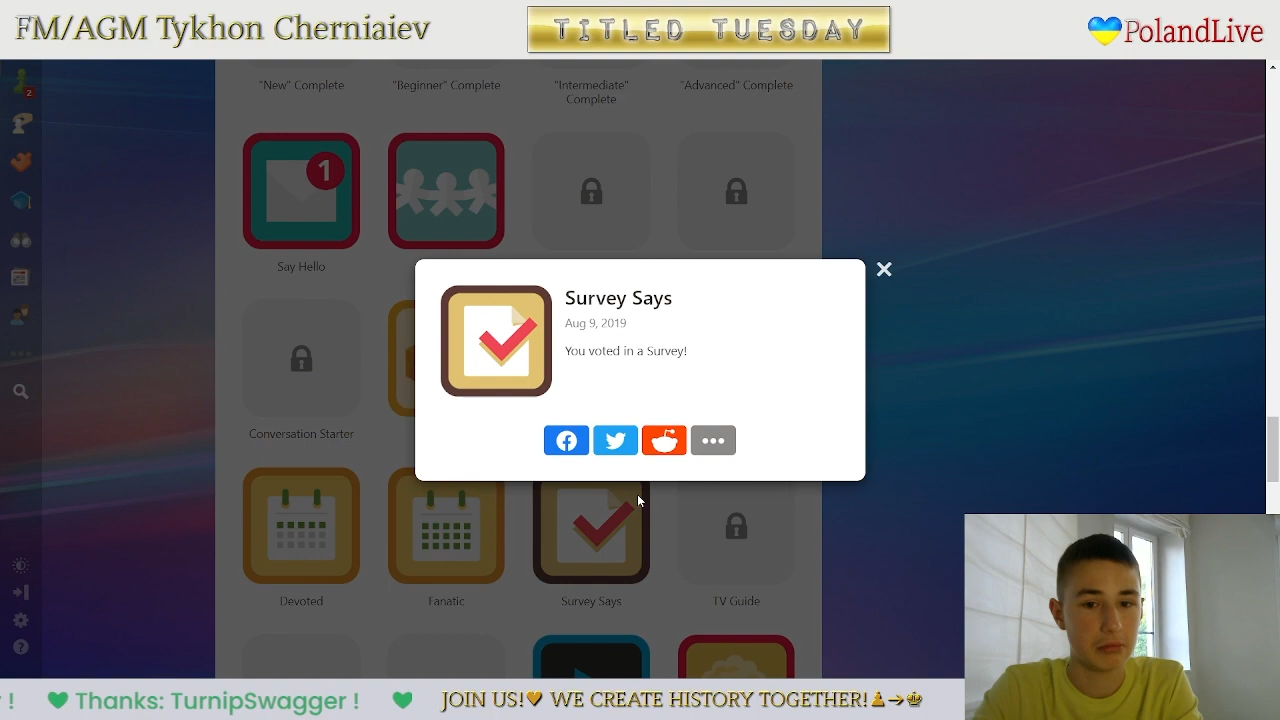 FM/AGM Tykhon Cherniaiev
TITLED TUESDAY
PolandLive
2
"New" Complete
"Beginner" Complete
"Intermediate"
Complete
"Advanced" Complete
1
Say Hello
Survey Says
Aug 9, 2019
You voted in a Survey!
Conversation Starter
Devoted
Fanatic
Survey Says
TV Guide
! Thanks: TurnipSwagger !
JOIN US! WE CREATE HISTORY TOGETHER!